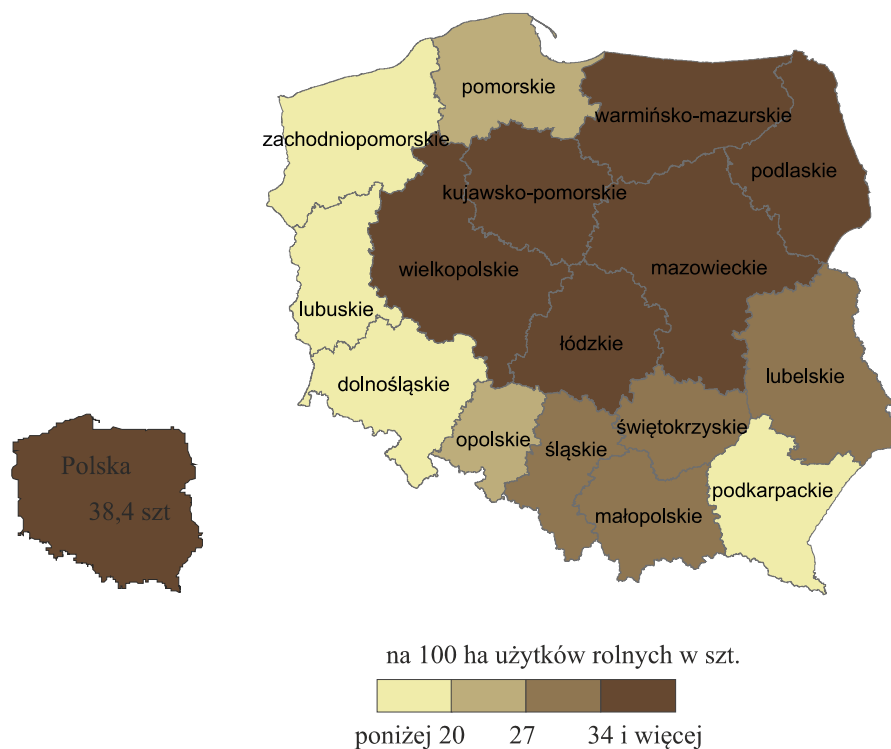 pomorskie
warmińsko-mazurskie
zachodniopomorskie
podlaskie
kujawsko-pomorskie
wielkopolskie
mazowieckie
lubuskie
łódzkie
dolnośląskie
lubelskie
opolskie
świętokrzyskie
śląskie
Polska
podkarpackie
38,4 szt
małopolskie
na 100 ha użytków rolnych w szt.
poniżej 20 27 34 i więcej